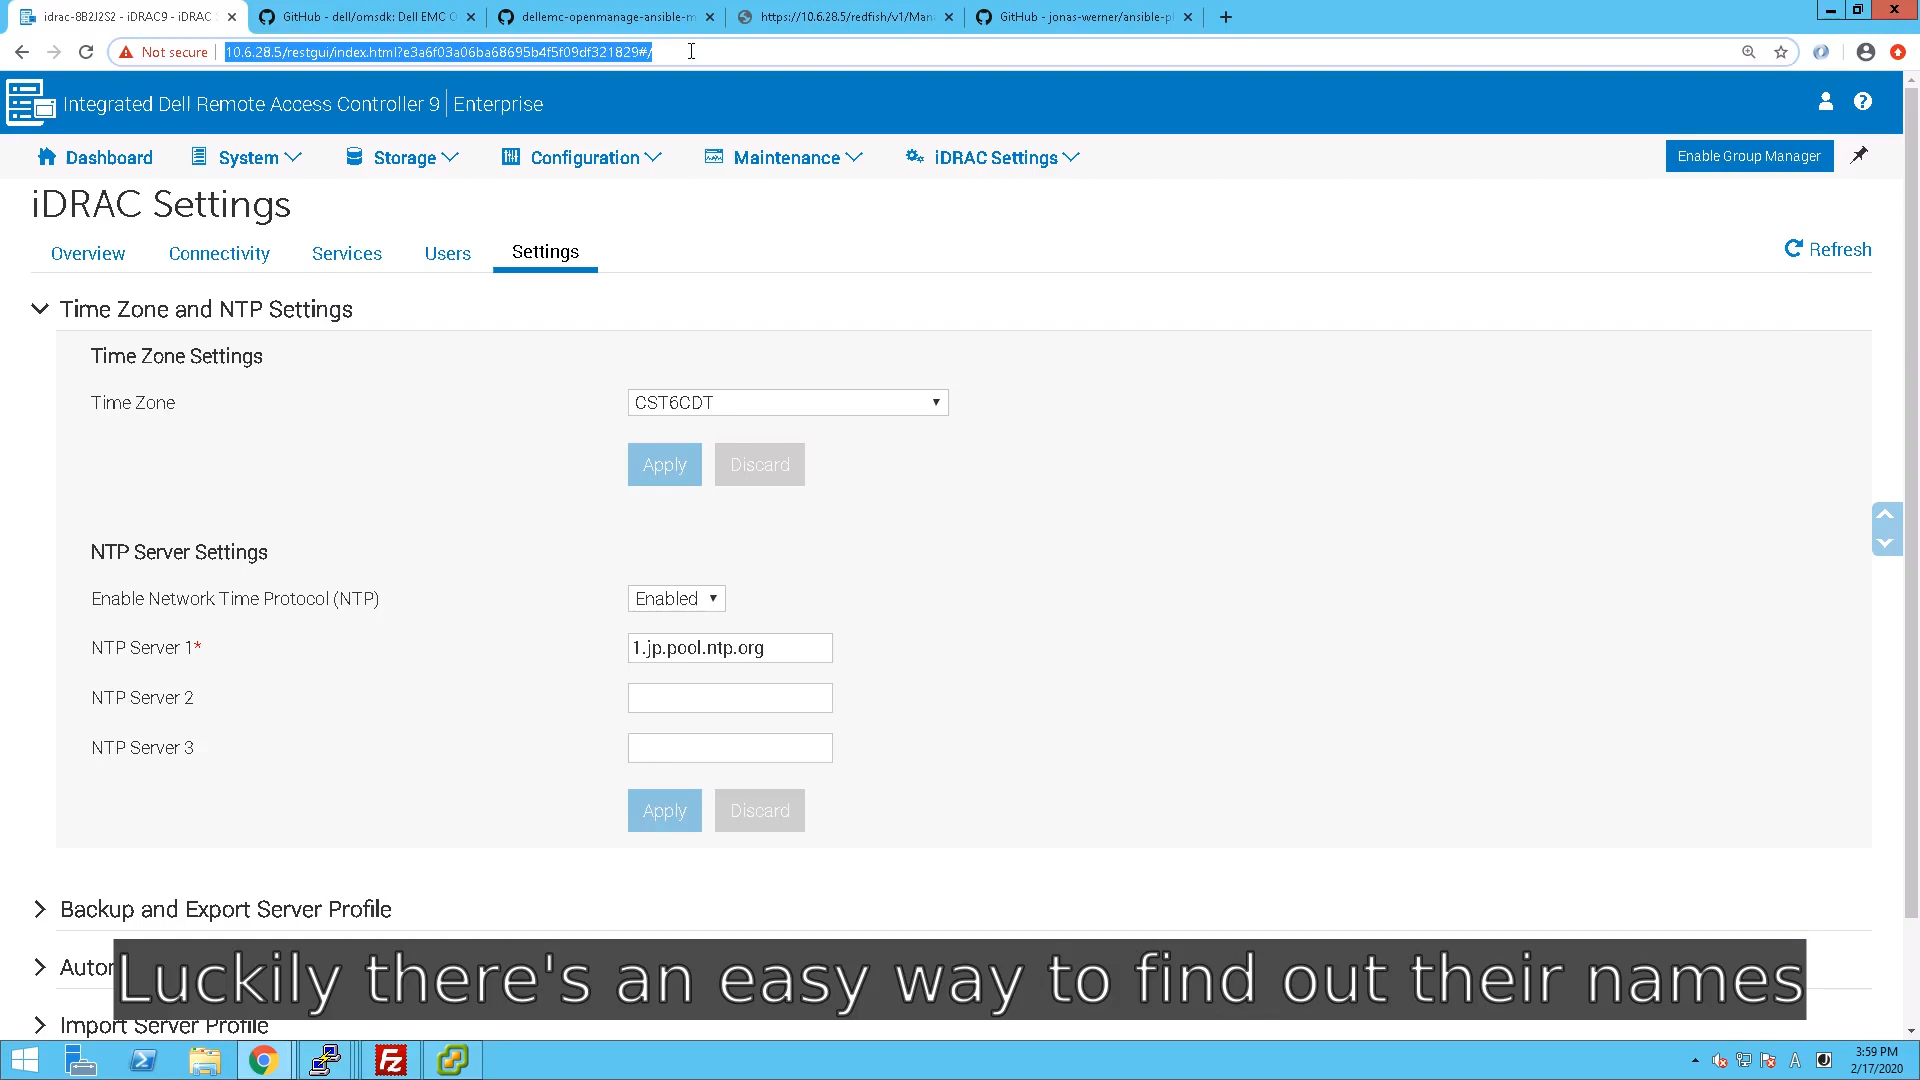 idrac-8B2J2S2 - iDRAC9 - iDRAC
GitHub - dell/omsdk: Dell EMC O
dellemc-openmanage-ansible-m
https://10.6.28.5/redfish/v1/Mana
GitHub - jonas-werner/ansible-pl
Not secure
10.6.28.5/restgui/index.html?e3a6f03a06ba68695b4f5f09df321829#/
Integrated Dell Remote Access Controller 9 | Enterprise
Dashboard
System
Storage
Configuration
Maintenance
iDRAC Settings
Enable Group Manager
iDRAC Settings
Overview
Connectivity
Services
Users
Settings
Refresh
Time Zone and NTP Settings
Time Zone Settings
Time Zone
CST6CDT
Apply
Discard
NTP Server Settings
Enable Network Time Protocol (NTP)
Enabled
NTP Server 1*
1.jp.pool.ntp.org
NTP Server 2
NTP Server 3
Apply
Discard
Backup and Export Server Profile
Luckily there's an easy way to find out their names
Import Server Profile
A
3:59 PM
2/17/2020